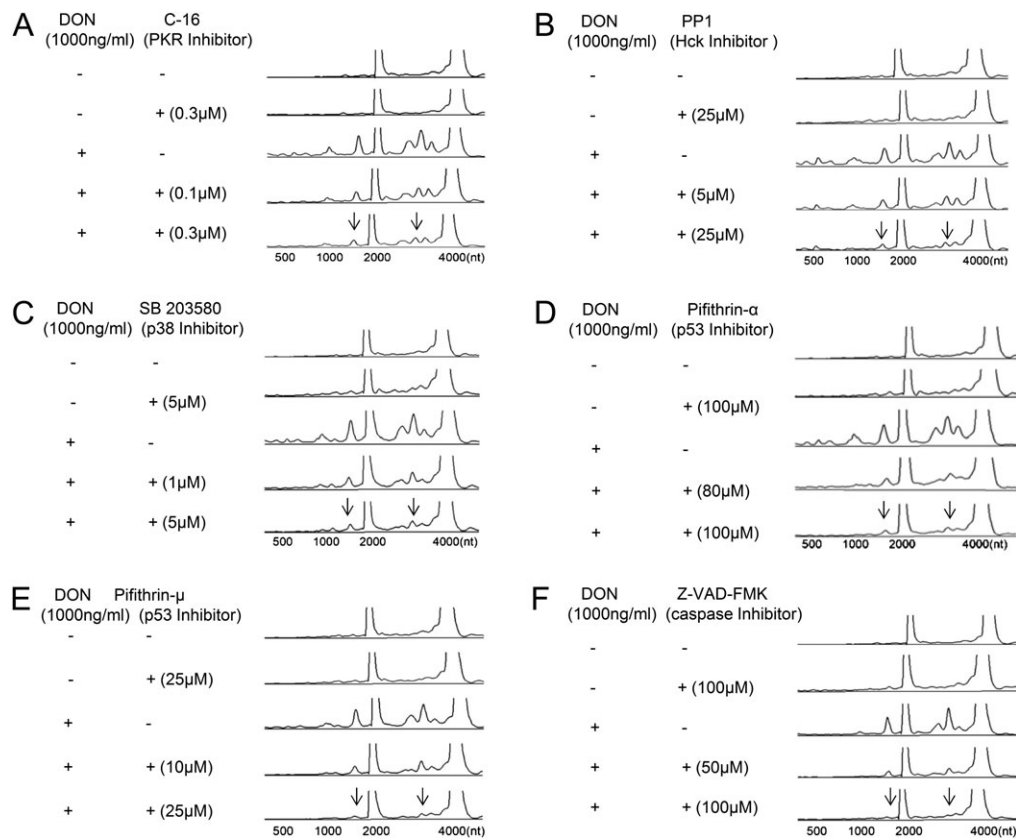 A
DON C-16
(1000ng/ml) (PKR Inhibitor)
- -
- + (0.3µM)
+ -
+ + (0.1µM)
+ + (0.3µM)
500 1000 2000 4000(nt)
B
DON PP1
(1000ng/ml) (Hck Inhibitor )
- -
- + (25µM)
+ -
+ + (5µM)
+ + (25µM)
500 1000 2000 4000(nt)
C
DON SB 203580
(1000ng/ml) (p38 Inhibitor)
- -
- + (5µM)
+ -
+ + (1µM)
+ + (5µM)
500 1000 2000 4000(nt)
D
DON Pifithrin-α
(1000ng/ml) (p53 Inhibitor)
- -
- + (100µM)
+ -
+ + (80µM)
+ + (100µM)
500 1000 2000 4000(nt)
E
DON Pifithrin-µ
(1000ng/ml) (p53 Inhibitor)
- -
- + (25µM)
+ -
+ + (10µM)
+ + (25µM)
500 1000 2000 4000(nt)
F
DON Z-VAD-FMK
(1000ng/ml) (caspase Inhibitor)
- -
- + (100µM)
+ -
+ + (50µM)
+ + (100µM)
500 1000 2000 4000(nt)